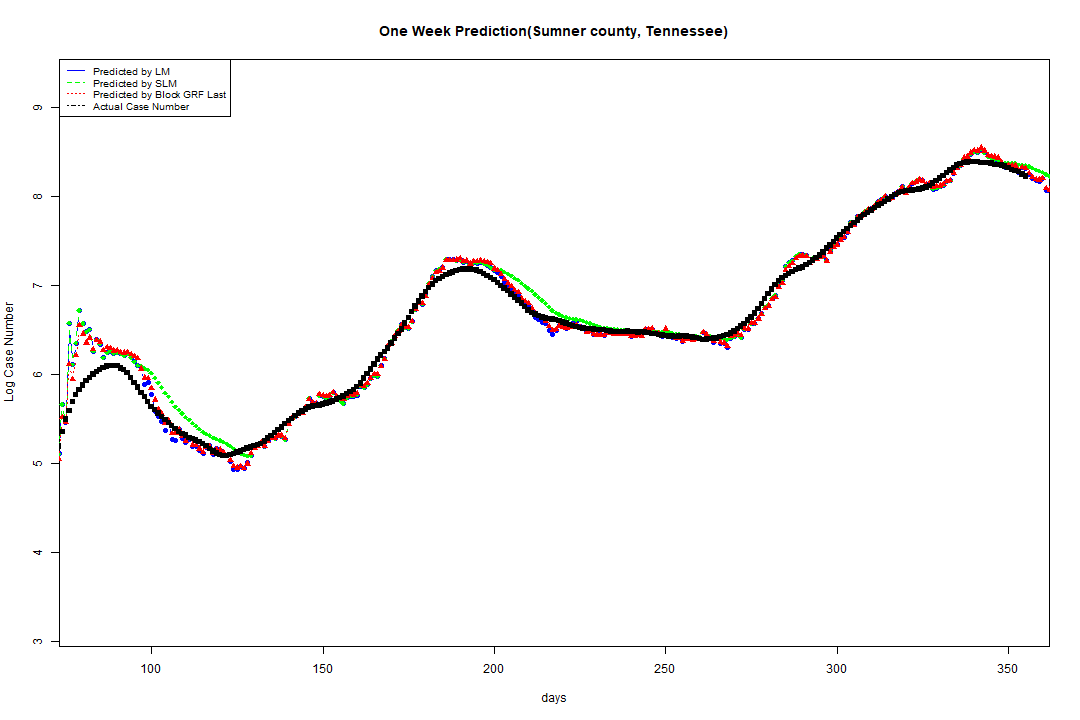 One Week Prediction(Sumner county, Tennessee)
Predicted by LM
Predicted by SLM
Predicted by Block GRF Last
Actual Case Number
Log Case Number
9
8
7
6
5
4
3
100 150 200 250 300 350
days